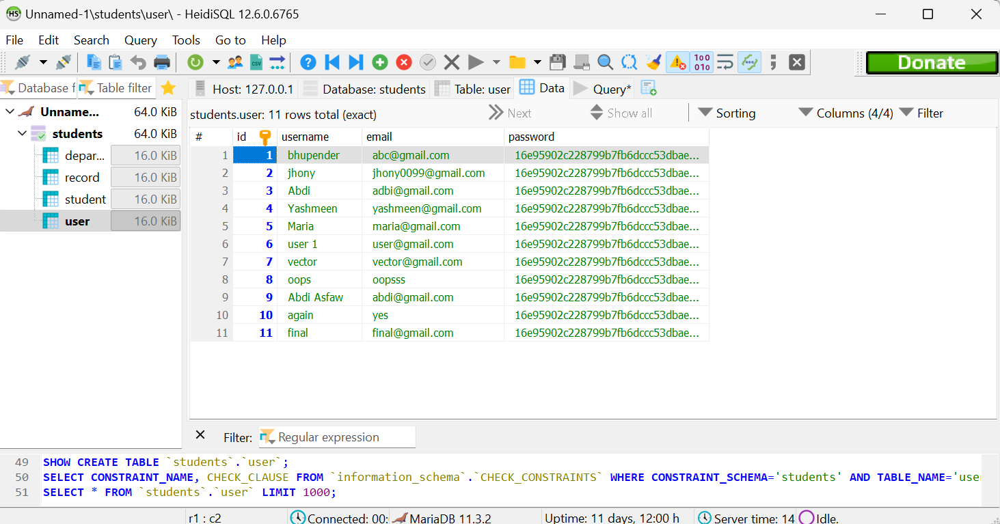 HS Unnamed-1\students\user\ - HeidiSQL 12.6.0.6765
File Edit Search Query Tools Go to Help
CSV 100 010 ; Donate
Database f Table filter Host: 127.0.0.1 Database: students Table: user Data Query*
Unname... 64.0 KiB
students 64.0 KiB
depar... 16.0 KiB
record 16.0 KiB
student 16.0 KiB
user 16.0 KiB
students.user: 11 rows total (exact) Next Show all Sorting Columns (4/4) Filter
# id username email password
1 1 bhupender abc@gmail.com 16e95902c228799b7fb6dccc53dbae...
2 2 jhony jhony0099@gmail.com 16e95902c228799b7fb6dccc53dbae...
3 3 Abdi adbi@gmail.com 16e95902c228799b7fb6dccc53dbae...
4 4 Yashmeen yashmeen@gmail.com 16e95902c228799b7fb6dccc53dbae...
5 5 Maria maria@gmail.com 16e95902c228799b7fb6dccc53dbae...
6 6 user 1 user@gmail.com 16e95902c228799b7fb6dccc53dbae...
7 7 vector vector@gmail.com 16e95902c228799b7fb6dccc53dbae...
8 8 oops oopsss 16e95902c228799b7fb6dccc53dbae...
9 9 Abdi Asfaw abdi@gmail.com 16e95902c228799b7fb6dccc53dbae...
10 10 again yes 16e95902c228799b7fb6dccc53dbae...
11 11 final final@gmail.com 16e95902c228799b7fb6dccc53dbae...
Filter: Regular expression
49 SHOW CREATE TABLE `students`.`user`;
50 SELECT CONSTRAINT_NAME, CHECK_CLAUSE FROM `information_schema`.`CHECK_CONSTRAINTS` WHERE CONSTRAINT_SCHEMA='students' AND TABLE_NAME='use
51 SELECT * FROM `students`.`user` LIMIT 1000;
r1 : c2 Connected: 00: MariaDB 11.3.2 Uptime: 11 days, 12:00 h Server time: 14 Idle.